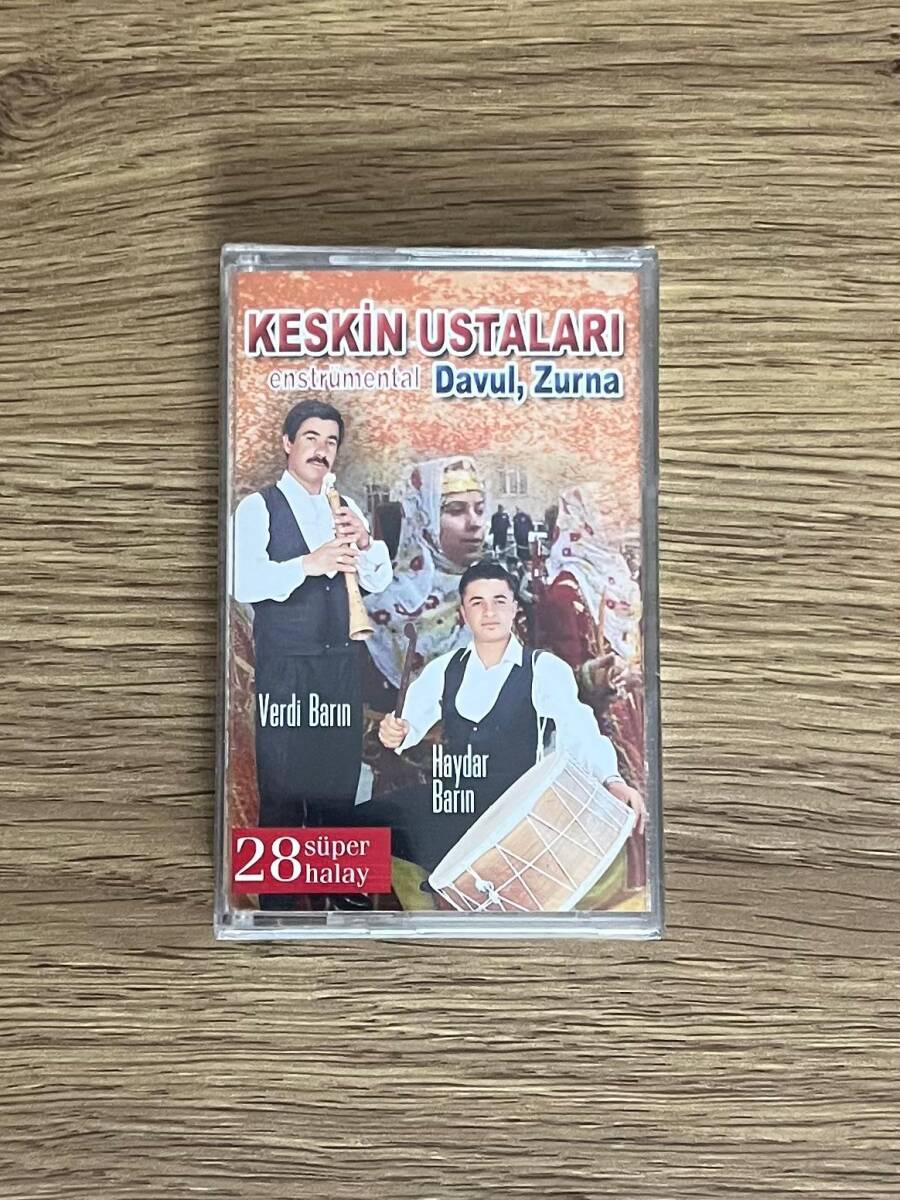 KESKİN USTALARI
enstrümental Davul, Zurna
Verdi Barın
Haydar
Barın
28 süper
halay